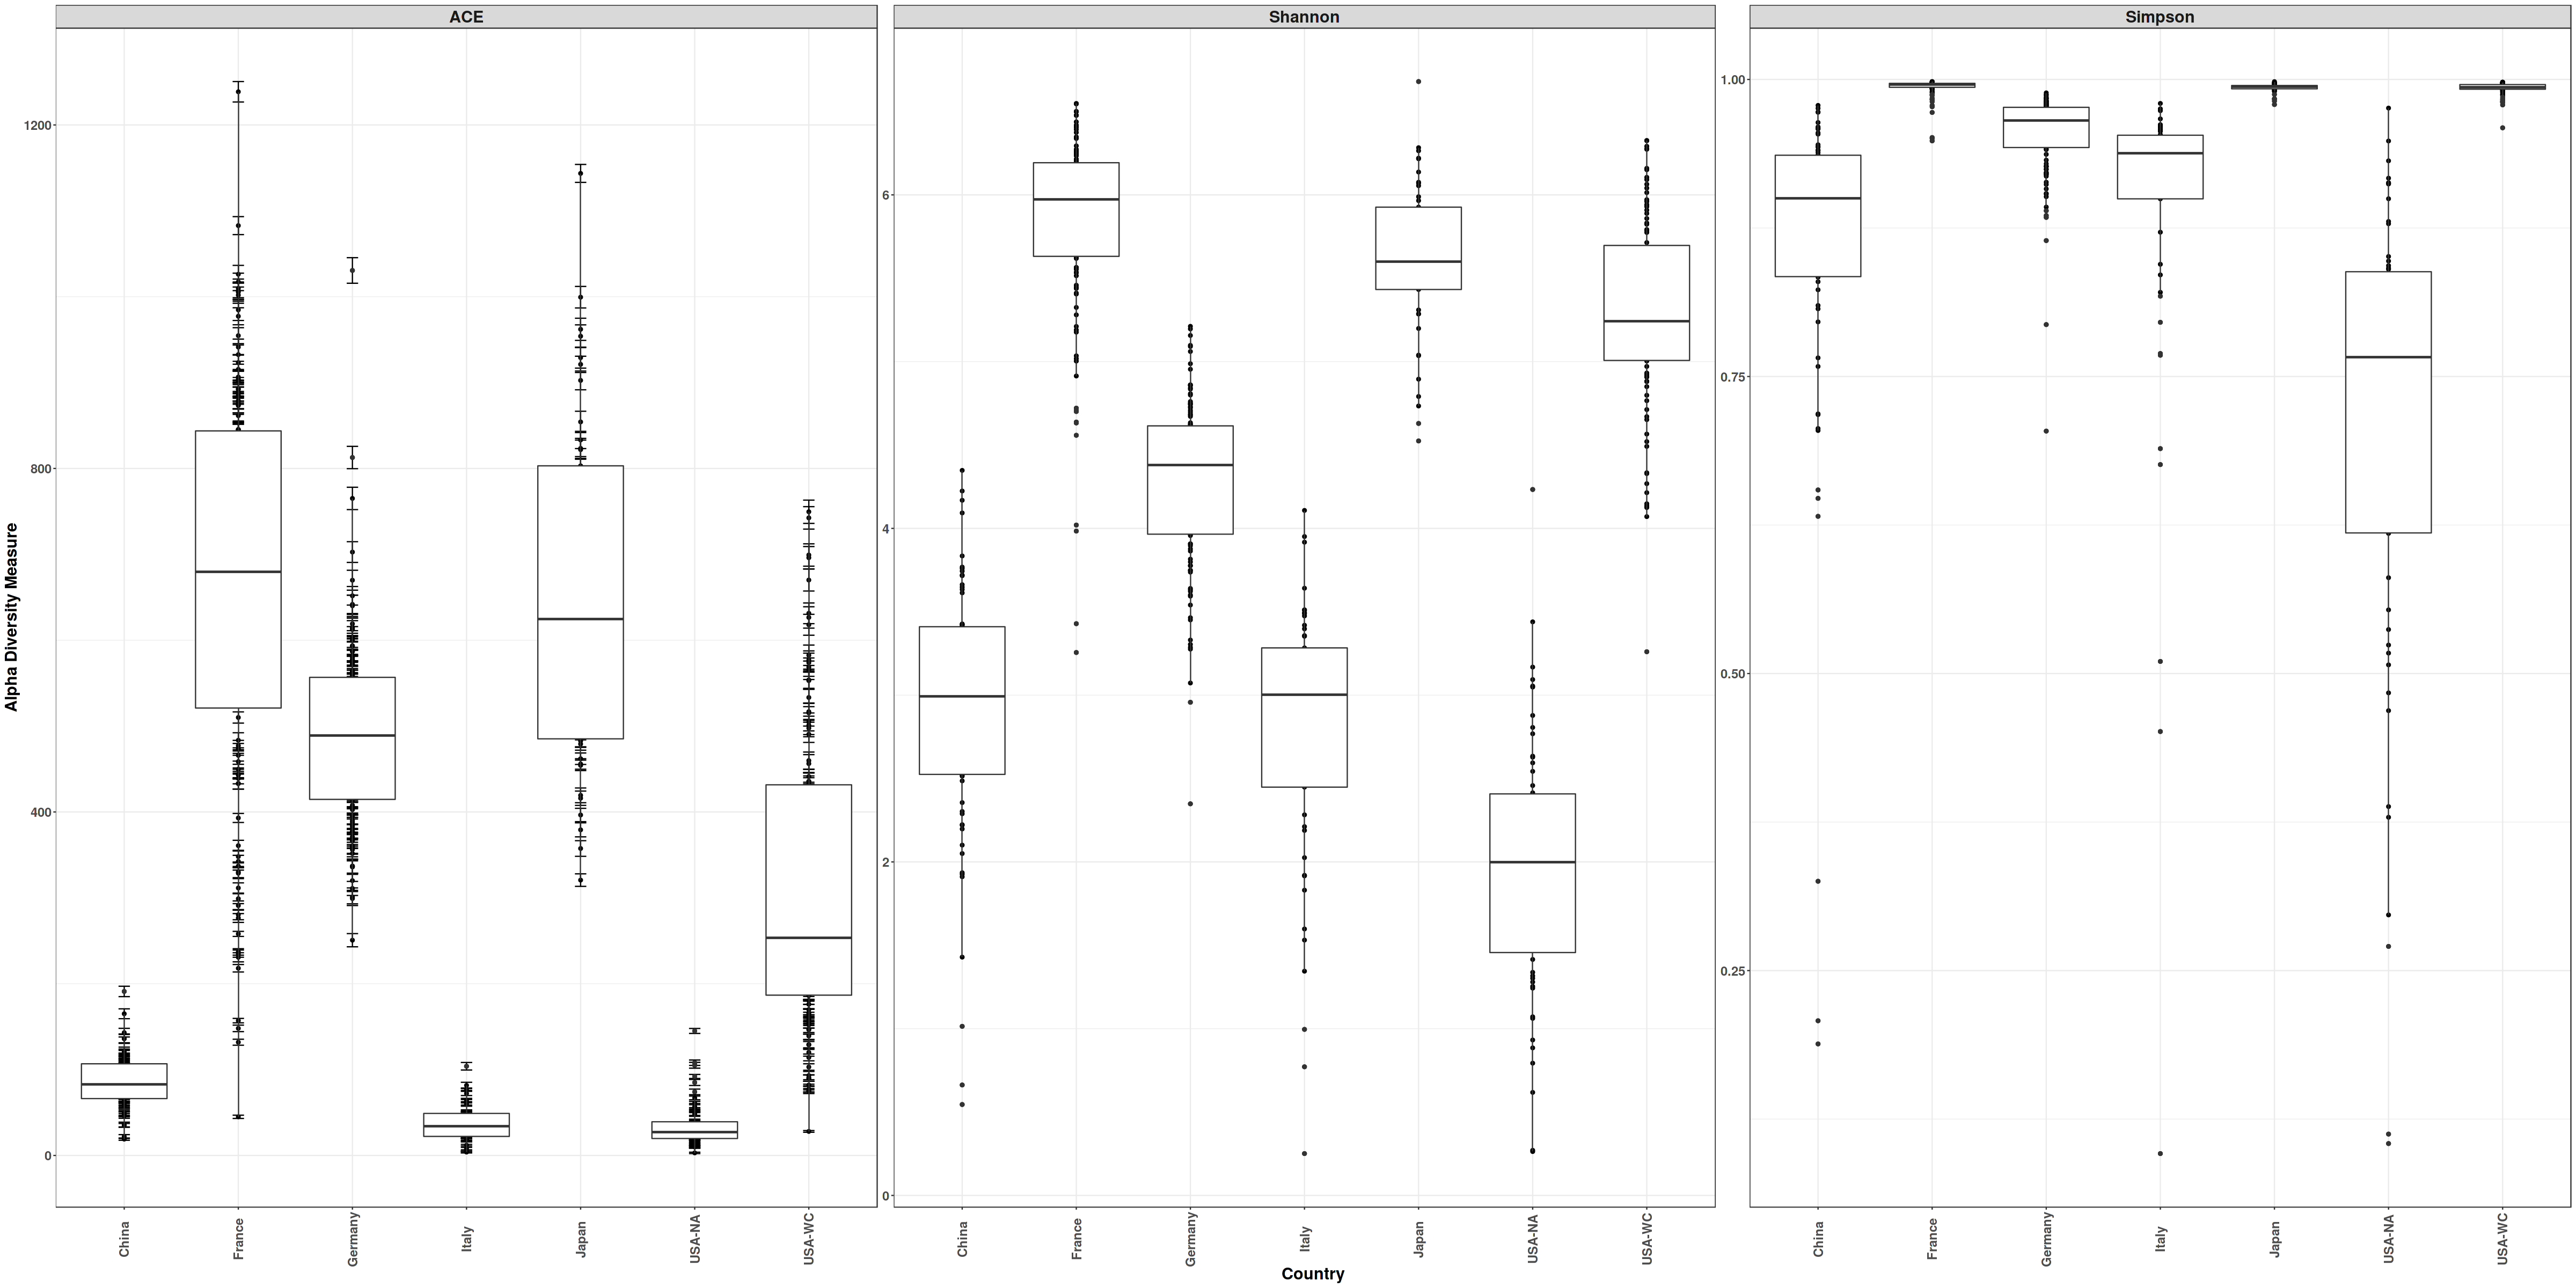 ACE
Shannon
Simpson
Alpha Diversity Measure
1200
800
400
0
6
4
2
0
1.00
0.75
0.50
0.25
China
France
Germany
Italy
Japan
USA-NA
USA-WC
China
France
Germany
Italy
Japan
USA-NA
USA-WC
China
France
Germany
Italy
Japan
USA-NA
USA-WC
Country